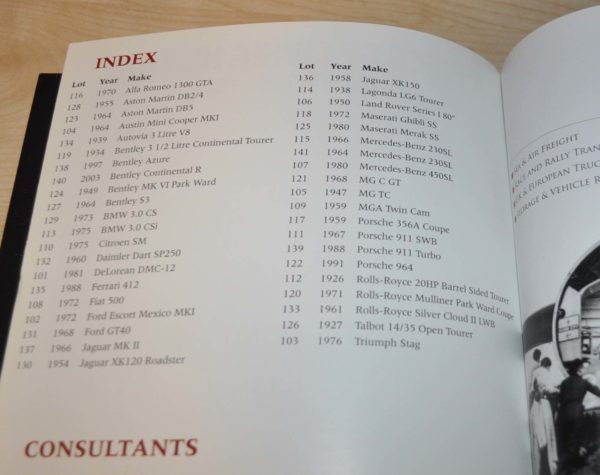 INDEX
Lot Year Make
116 1970 Alfa Romeo 1300 GTA
128 1955 Aston Martin DB2/4
123 1964 Aston Martin DB5
104 1964 Austin Mini Cooper MKI
134 1939 Autovia 3 Litre V8
119 1934 Bentley 3 1/2 Litre Continental Tourer
138 1997 Bentley Azure
140 2003 Bentley Continental R
124 1949 Bentley MK VI Park Ward
127 1964 Bentley S3
129 1973 BMW 3.0 CS
113 1975 BMW 3.0 CSi
110 1975 Citroen SM
132 1960 Daimler Dart SP250
101 1981 DeLorean DMC-12
135 1988 Ferrari 412
108 1972 Fiat 500
102 1972 Ford Escort Mexico MKI
131 1968 Ford GT40
137 1966 Jaguar MK II
130 1954 Jaguar XK120 Roadster
Lot Year Make
136 1958 Jaguar XK150
114 1938 Lagonda LG6 Tourer
106 1950 Land Rover Series I 80"
118 1972 Maserati Ghibli SS
125 1980 Maserati Merak SS
115 1966 Mercedes-Benz 230SL
141 1964 Mercedes-Benz 230SL
107 1980 Mercedes-Benz 450SL
121 1968 MG C GT
105 1947 MG TC
109 1959 MGA Twin Cam
117 1959 Porsche 356A Coupe
111 1967 Porsche 911 SWB
139 1988 Porsche 911 Turbo
122 1991 Porsche 964
112 1926 Rolls-Royce 20HP Barrel Sided Tourer
120 1971 Rolls-Royce Mulliner Park Ward Coupe
133 1961 Rolls-Royce Silver Cloud II LWB
126 1927 Talbot 14/35 Open Tourer
103 1976 Triumph Stag
CONSULTANTS
& AIR FREIGHT
AND RALLY TRAN
& EUROPEAN TRUC
STORAGE & VEHICLE R